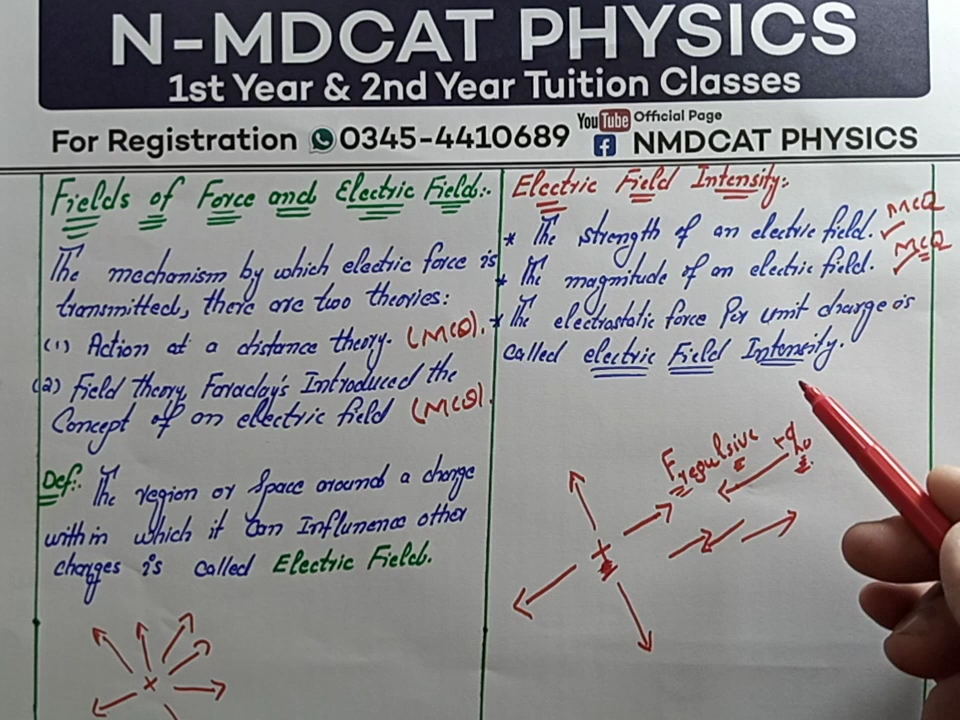 N-MDCAT PHYSICS
1st Year & 2nd Year Tuition Classes
For Registration 0345-4410689 YouTube Official Page
NMDCAT PHYSICS
Fields of Force and Electric Field:-
The mechanism by which electric force is
transmitted, there are two theories:
(1) Action at a distance theory. (MCQ).
(2) Field theory, Faraday's Introduced the
Concept of an electric field (MCQ).
Def:. The region or space around a charge
within which it can Influnence other
charges is called Electric Field.
Electric Field Intensity:-
* The strength of an electric field. MCQ
* The magnitude of an electric field. MCQ
* The electrostatic force Per unit charge is
called electric Field Intensity.
Frepulsive +q₀
+
+